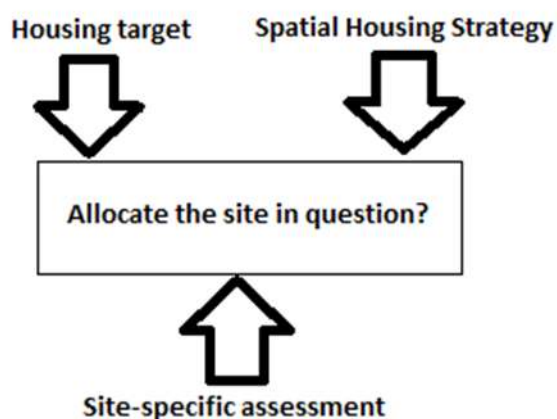 Housing target
Spatial Housing Strategy
Allocate the site in question?
Site-specific assessment